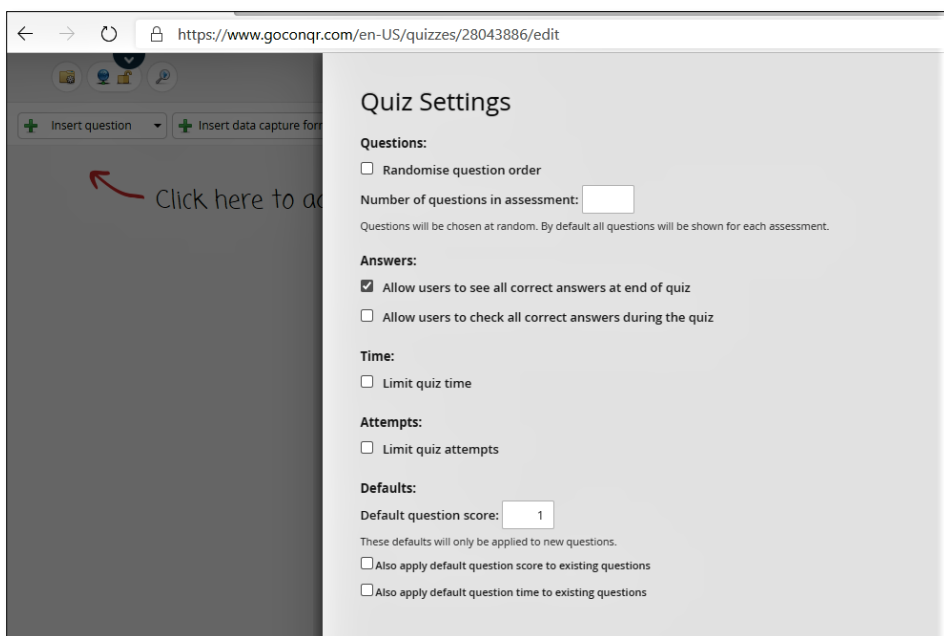 https://www.goconqr.com/en-US/quizzes/28043886/edit
Insert question
Insert data capture for
Click here to
Quiz Settings
Questions:
Randomise question order
Number of questions in assessment:
Questions will be chosen at random. By default all questions will be shown for each assessment.
Answers:
Allow users to see all correct answers at end of quiz
Allow users to check all correct answers during the quiz
Time:
Limit quiz time
Attempts:
Limit quiz attempts
Defaults:
Default question score: 1
These defaults will only be applied to new questions.
Also apply default question score to existing questions
Also apply default question time to existing questions